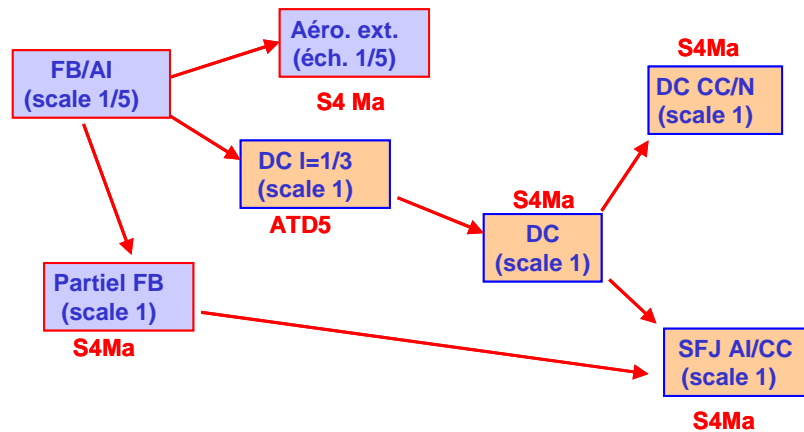 Aéro. ext.
(éch. 1/5)
S4 Ma
FB/AI
(scale 1/5)
S4Ma
DC CC/N
(scale 1)
DC l=1/3
(scale 1)
ATD5
S4Ma
DC
(scale 1)
Partiel FB
(scale 1)
S4Ma
SFJ AI/CC
(scale 1)
S4Ma